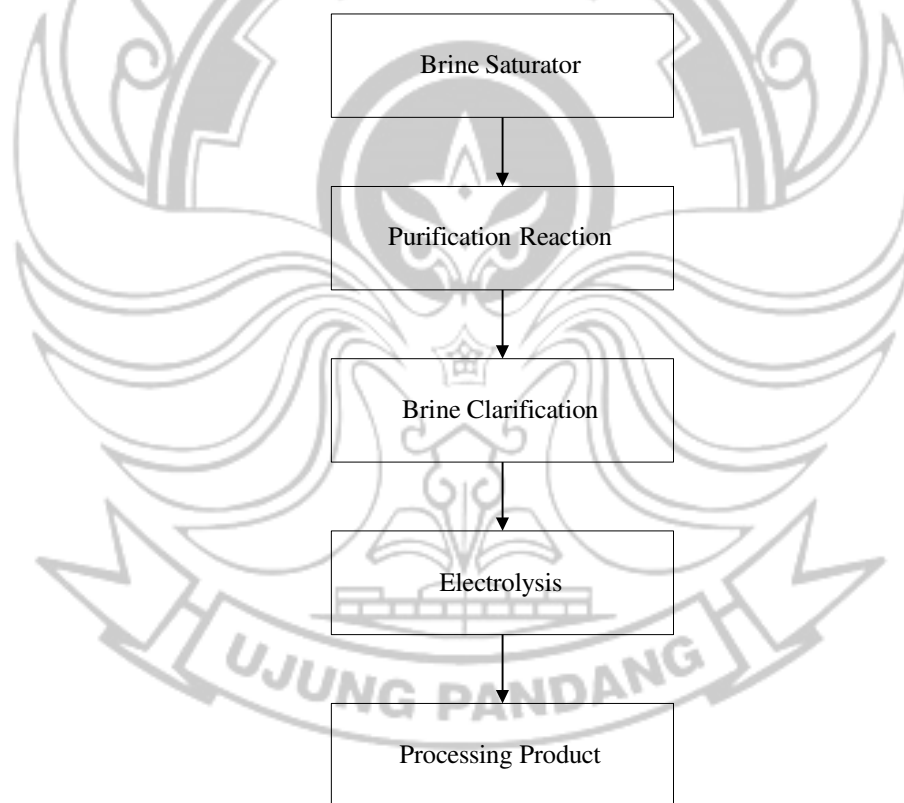 Brine Saturator
Purification Reaction
Brine Clarification
Electrolysis
UJUNG PANDANG
Processing Product